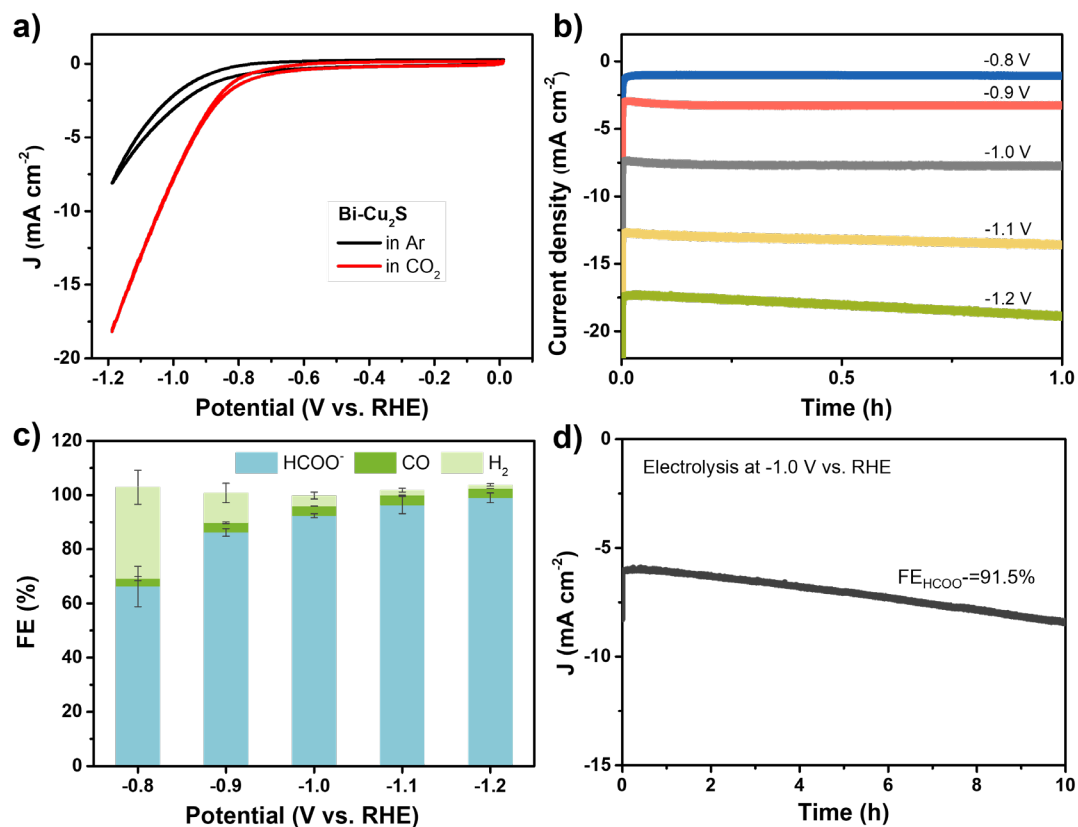 a)
0
-5
-10
-15
-20
J (mA cm⁻²)
Bi-Cu₂S
in Ar
in CO₂
-1.2 -1.0 -0.8 -0.6 -0.4 -0.2 0.0
Potential (V vs. RHE)
b)
0
-5
-10
-15
-20
Current density (mA cm⁻²)
-0.8 V
-0.9 V
-1.0 V
-1.1 V
-1.2 V
0.0 0.5 1.0
Time (h)
c)
120
100
80
60
40
20
0
FE (%)
HCOO⁻ CO H₂
-0.8 -0.9 -1.0 -1.1 -1.2
Potential (V vs. RHE)
d)
0
-5
-10
-15
J (mA cm⁻²)
Electrolysis at -1.0 V vs. RHE
FE_HCOO-=91.5%
0 2 4 6 8 10
Time (h)